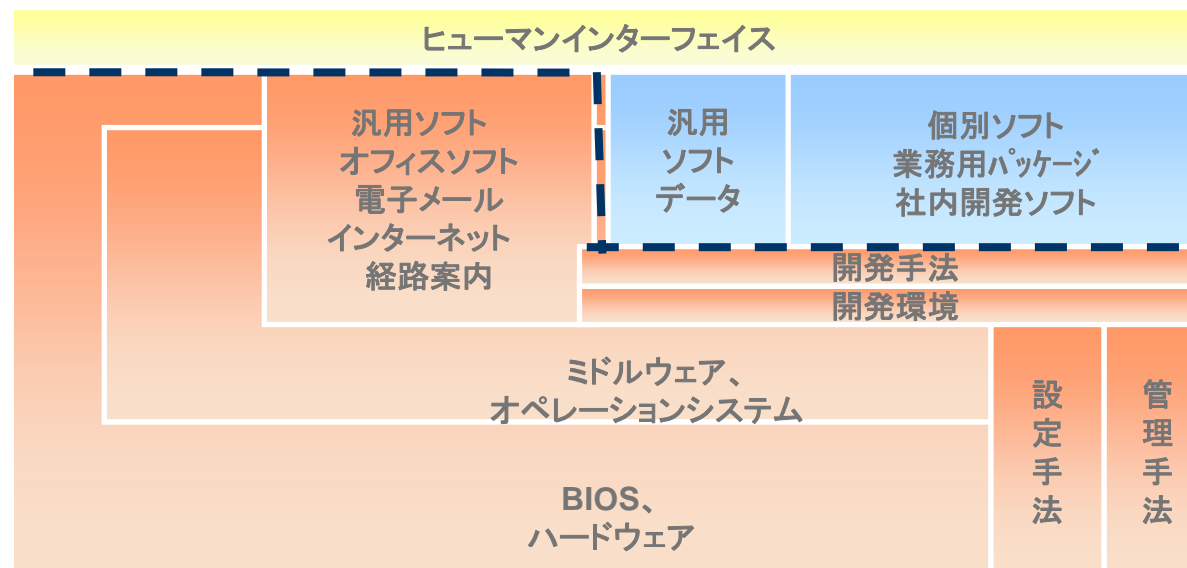 ヒューマンインターフェイス
汎用ソフト
オフィスソフト
電子メール
インターネット
経路案内
汎用
ソフト
データ
個別ソフト
業務用ﾊﾟｯｹｰｼﾞ
社内開発ソフト
開発手法
開発環境
ミドルウェア、
オペレーションシステム
設定手法
管理手法
BIOS、
ハードウェア